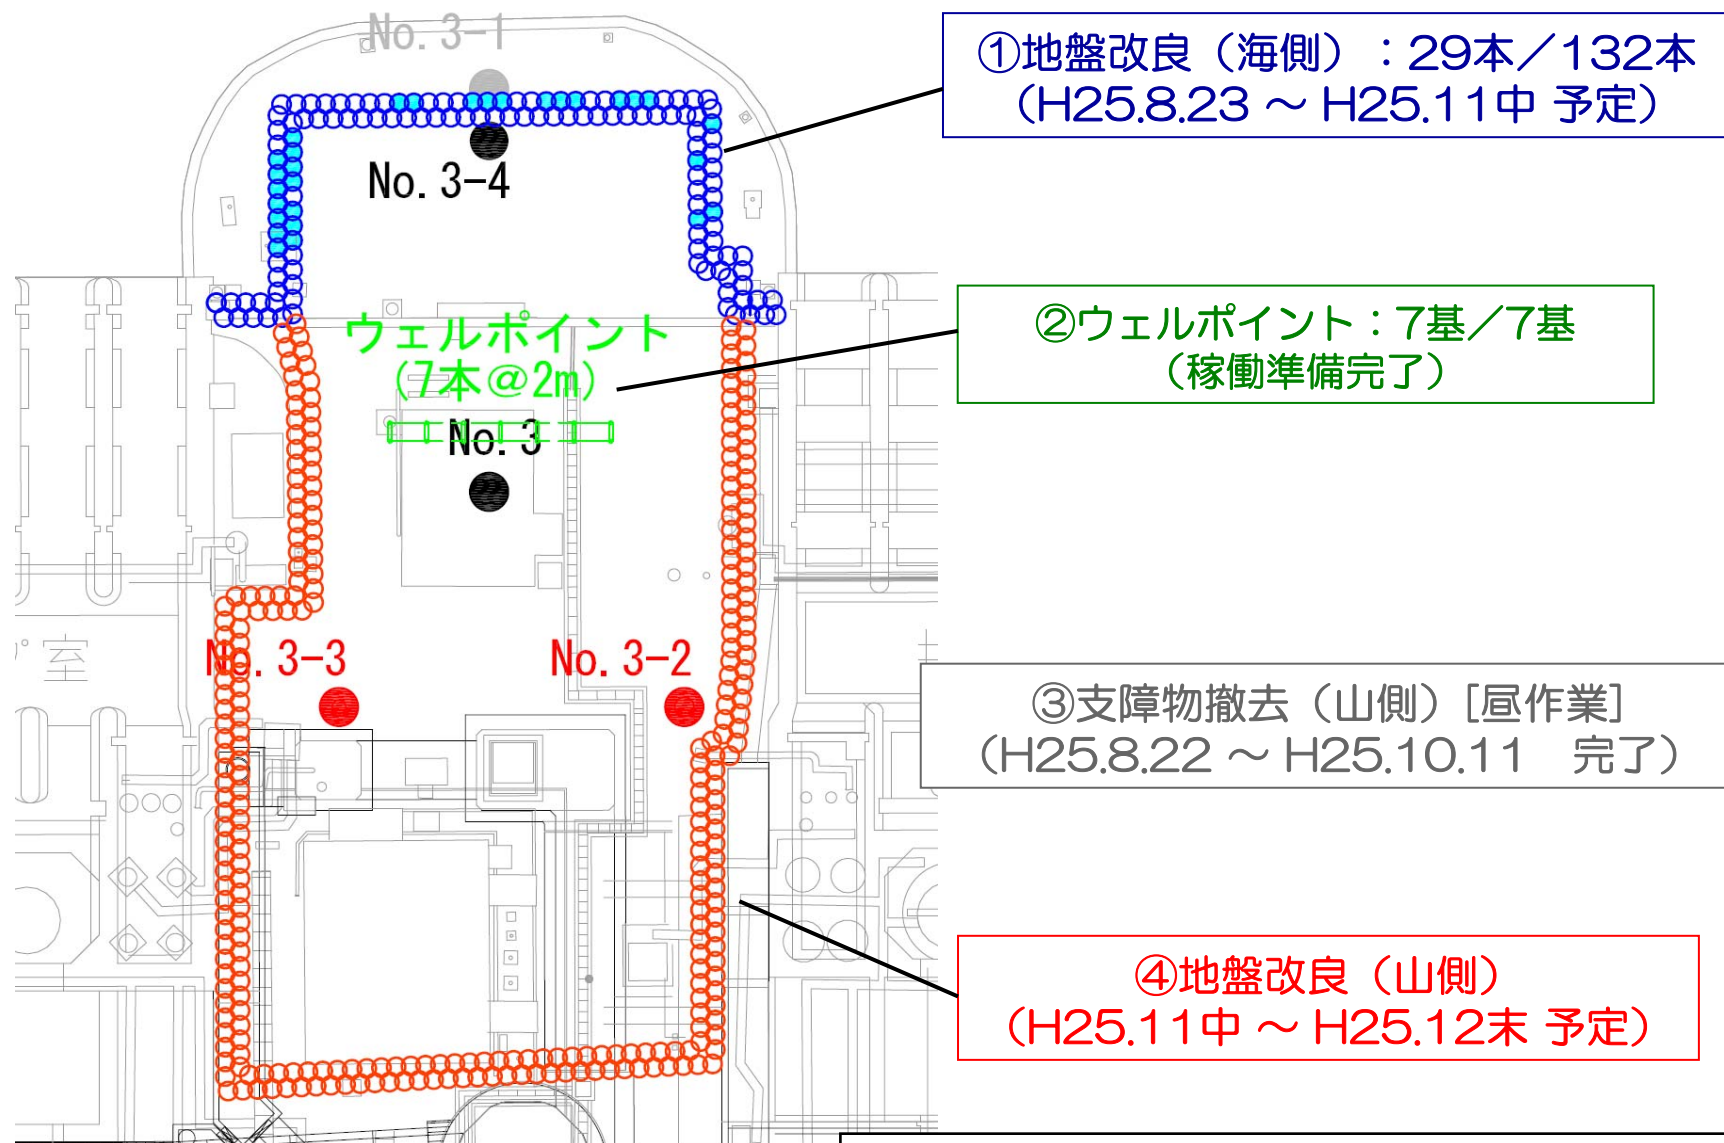 No. 3-1
①地盤改良（海側）：29本／132本
（H25.8.23 ～ H25.11中 予定）
No. 3-4
②ウェルポイント：7基／7基
（稼働準備完了）
ウェルポイント
(7本@2m)
No. 3
No. 3-3
No. 3-2
室
③支障物撤去（山側）[昼作業]
（H25.8.22 ～ H25.10.11　完了）
④地盤改良（山側）
（H25.11中 ～ H25.12末 予定）